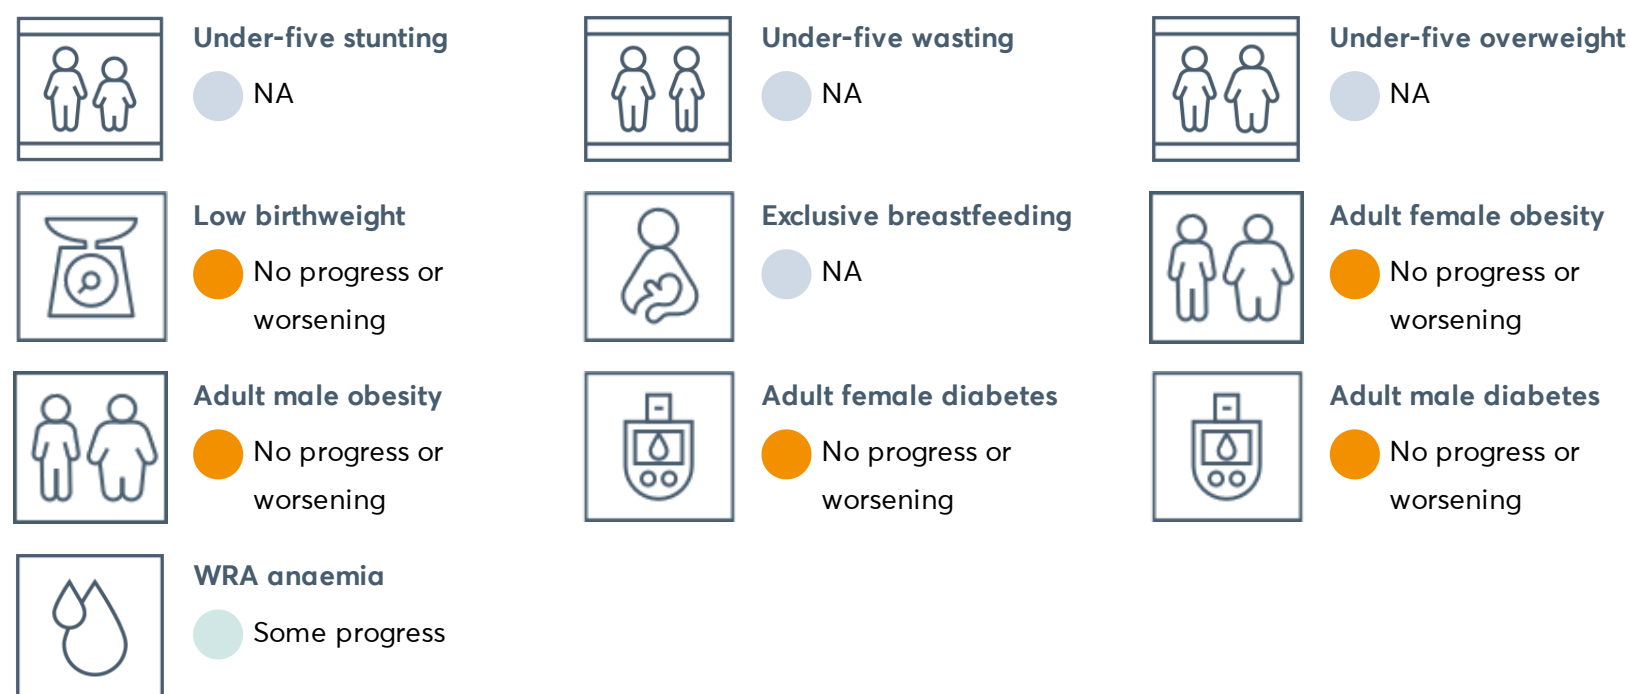 Under-five stunting
NA
Under-five wasting
NA
Under-five overweight
NA
Low birthweight
No progress or
worsening
Exclusive breastfeeding
NA
Adult female obesity
No progress or
worsening
Adult male obesity
No progress or
worsening
Adult female diabetes
No progress or
worsening
Adult male diabetes
No progress or
worsening
WRA anaemia
Some progress